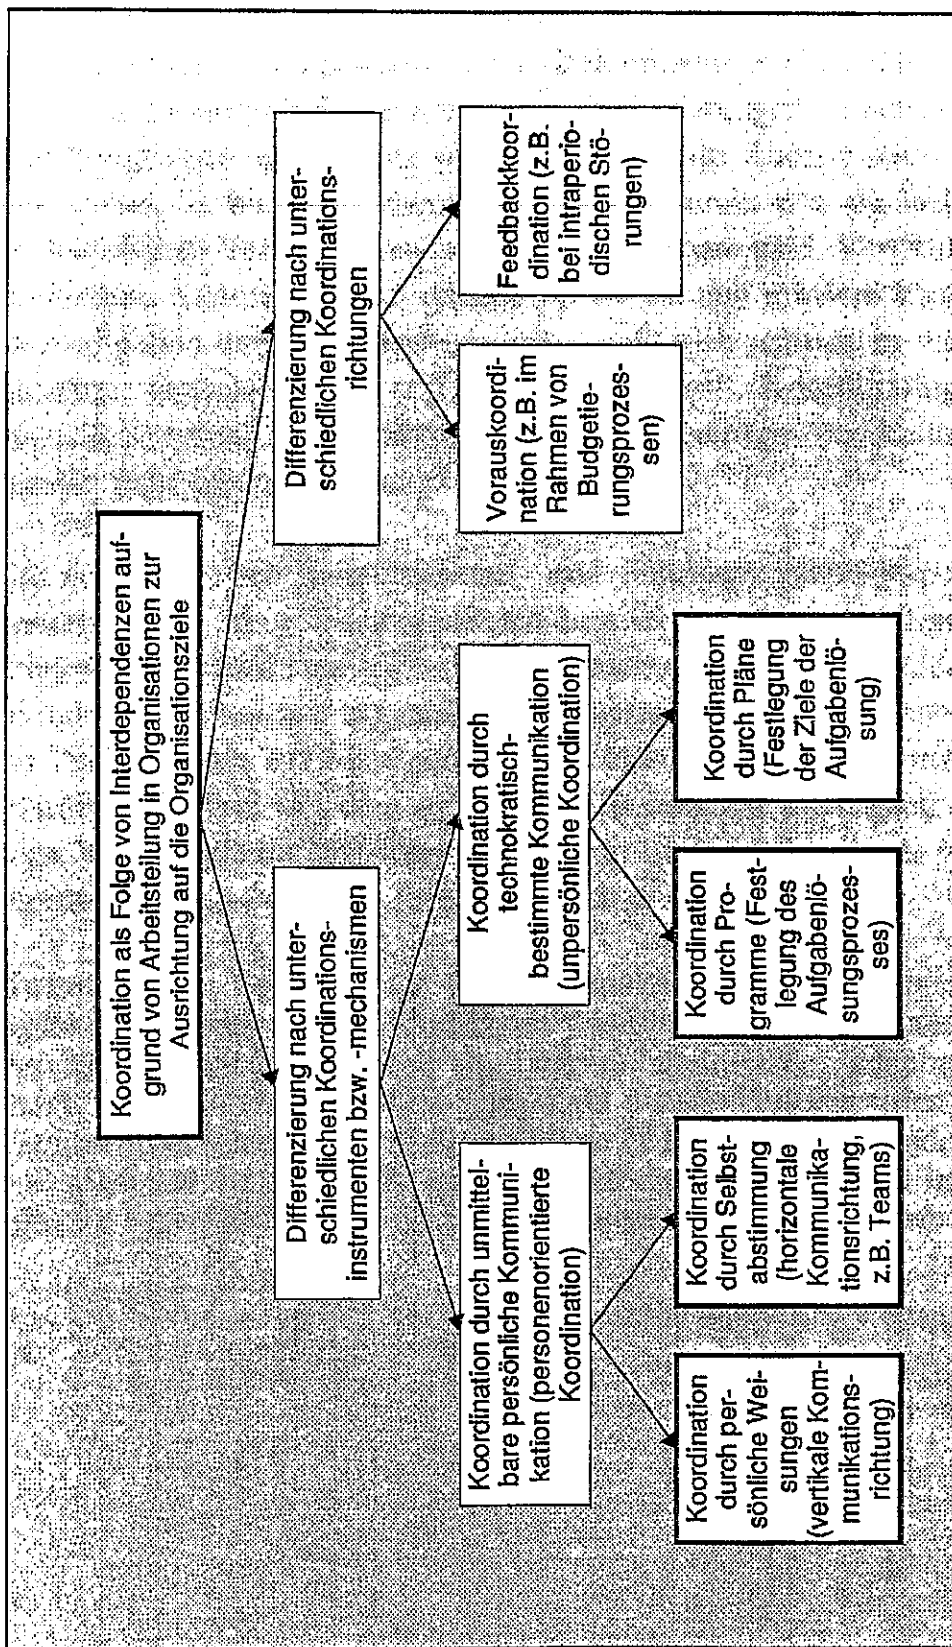 Koordination als Folge von Interdependenzen auf-
grund von Arbeitsteilung in Organisationen zur
Ausrichtung auf die Organisationsziele
Differenzierung nach unter-
schiedlichen Koordinations-
instrumenten bzw. -mechanismen
Differenzierung nach unter-
schiedlichen Koordinations-
richtungen
Koordination durch unmittel-
bare persönliche Kommuni-
kation (personenorientierte
Koordination)
Koordination durch
technokratisch-
bestimmte Kommunikation
(unpersönliche Koordination)
Vorauskoordi-
nation (z.B. im
Rahmen von
Budgetie-
rungsprozes-
sen)
Feedbackkoor-
dination (z.B.
bei intraperio-
dischen Stö-
rungen)
Koordination
durch per-
sönliche Wei-
sungen
(vertikale Kom-
munikations-
richtung)
Koordination
durch Selbst-
abstimmung
(horizontale
Kommunika-
tionsrichtung,
z.B. Teams)
Koordination
durch Pro-
gramme (Fest-
legung des
Aufgabenlö-
sungsprozes-
ses)
Koordination
durch Pläne
(Festlegung
der Ziele der
Aufgabenlö-
sung)